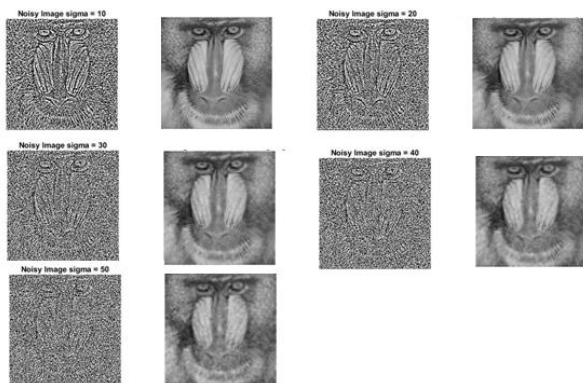 Noisy Image sigma = 10
Noisy Image sigma = 20
Noisy Image sigma = 30
Noisy Image sigma = 40
Noisy Image sigma = 50